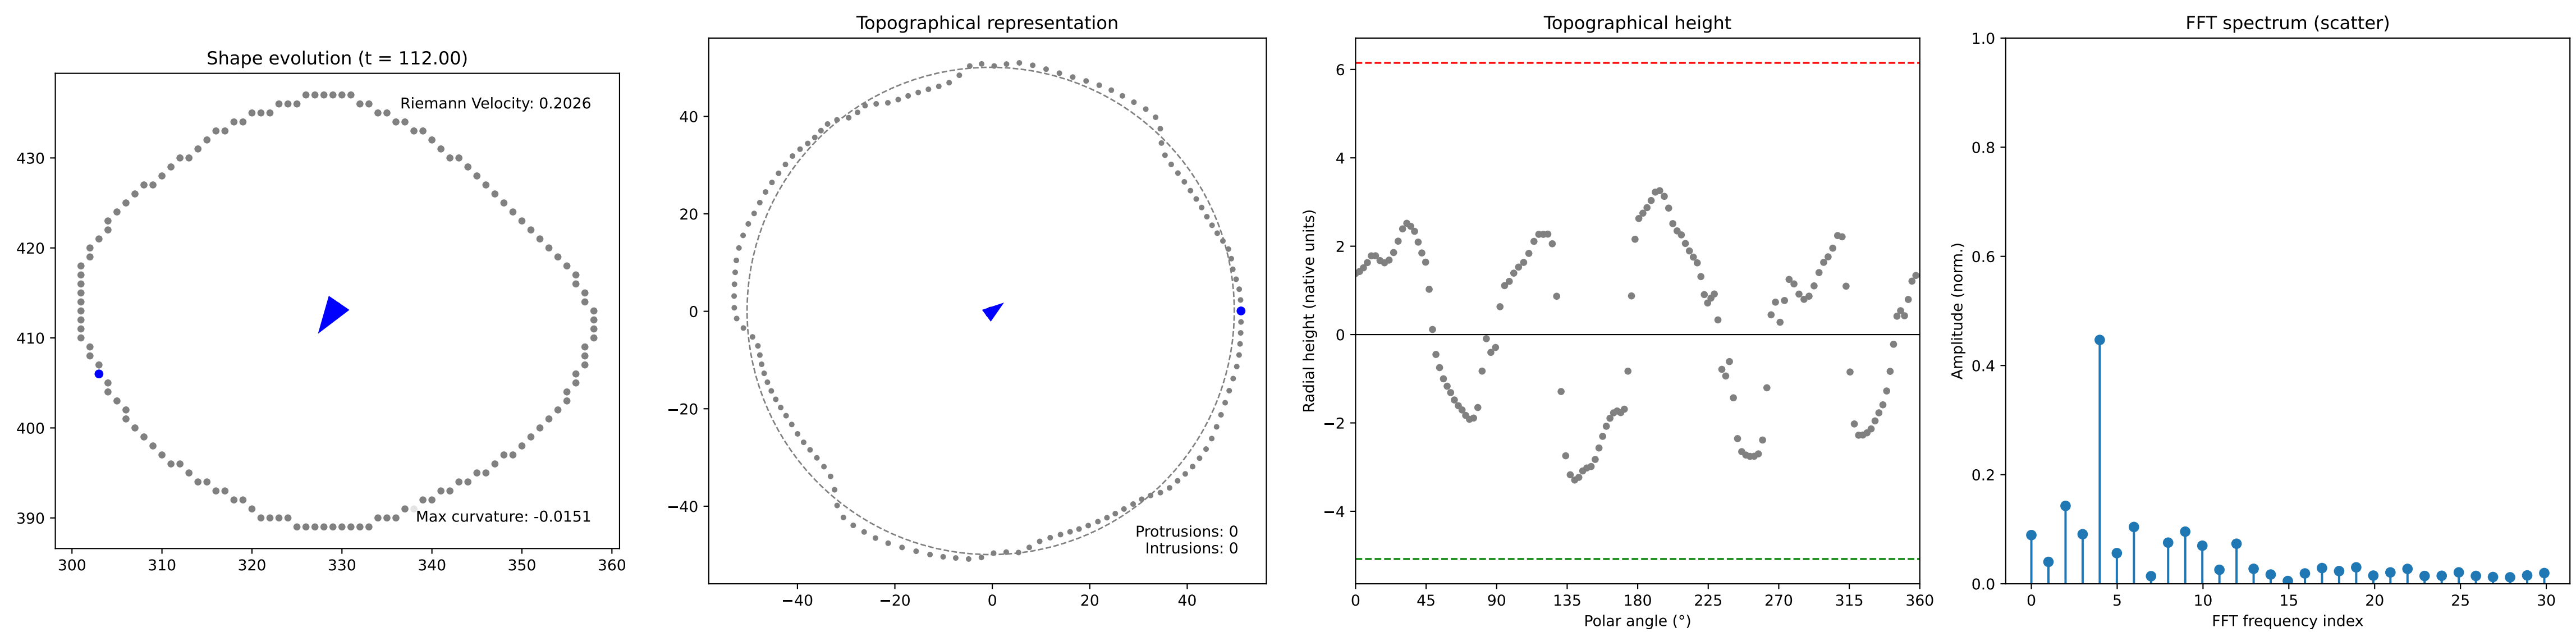 Shape evolution (t = 112.00)
Riemann Velocity: 0.2026
Max curvature: -0.0151
430
420
410
400
390
300 310 320 330 340 350 360
Topographical representation
40
20
0
−20
−40
−40 −20 0 20 40
Protrusions: 0
Intrusions: 0
Topographical height
Radial height (native units)
6
4
2
0
−2
−4
0 45 90 135 180 225 270 315 360
Polar angle (°)
FFT spectrum (scatter)
Amplitude (norm.)
1.0
0.8
0.6
0.4
0.2
0.0
0 5 10 15 20 25 30
FFT frequency index